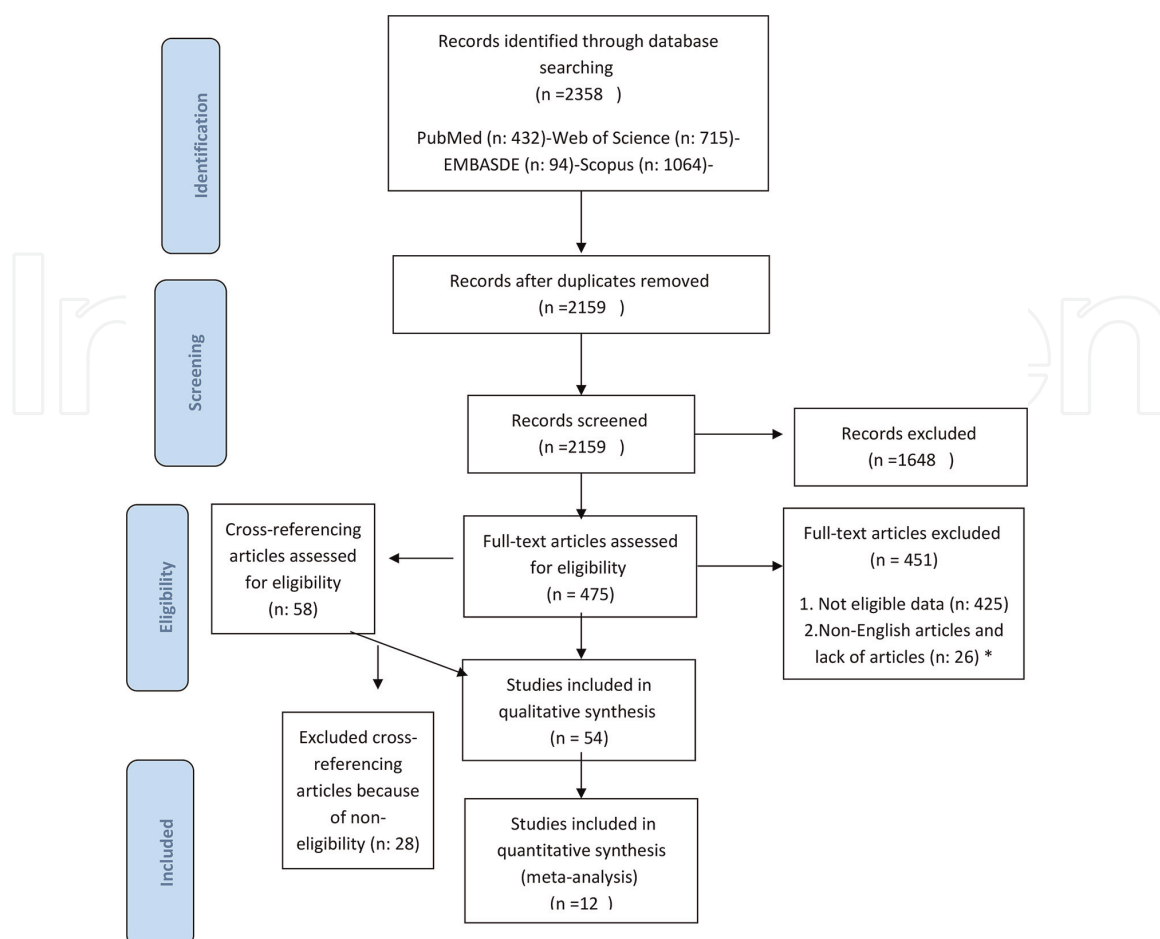 Identification
Records identified through database
searching
(n =2358 )
PubMed (n: 432)-Web of Science (n: 715)-
EMBASDE (n: 94)-Scopus (n: 1064)-
Records after duplicates removed
(n =2159 )
Screening
Records screened
(n =2159 )
Records excluded
(n =1648 )
Eligibility
Cross-referencing
articles assessed
for eligibility
(n: 58)
Full-text articles assessed
for eligibility
(n = 475)
Full-text articles excluded
(n = 451)
1. Not eligible data (n: 425)
2.Non-English articles and
lack of articles (n: 26) *
Studies included in
qualitative synthesis
(n = 54)
Excluded cross-
referencing
articles because
of non-
eligibility (n: 28)
Included
Studies included in
quantitative synthesis
(meta-analysis)
(n =12 )